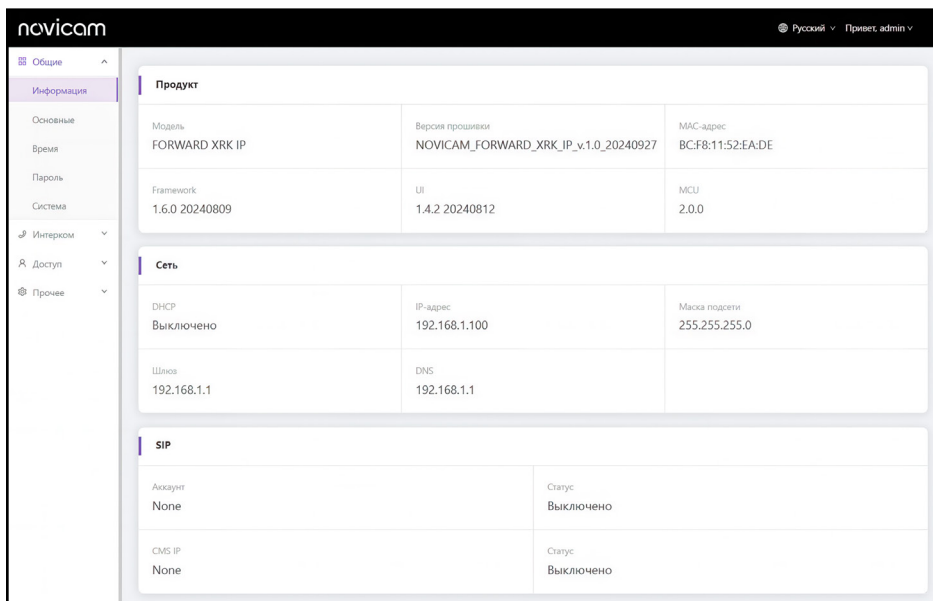 novicam
Русский Привет, admin
Общие
Информация
Основные
Время
Пароль
Система
Интерком
Доступ
Прочее
Продукт
Модель Версия прошивки MAC-адрес
FORWARD XRK IP NOVICAM_FORWARD_XRK_IP_v.1.0_20240927 BC:F8:11:52:EA:DE
Framework UI MCU
1.6.0 20240809 1.4.2 20240812 2.0.0
Сеть
DHCP IP-адрес Маска подсети
Выключено 192.168.1.100 255.255.255.0
Шлюз DNS
192.168.1.1 192.168.1.1
SIP
Аккаунт Статус
None Выключено
CMS IP Статус
None Выключено